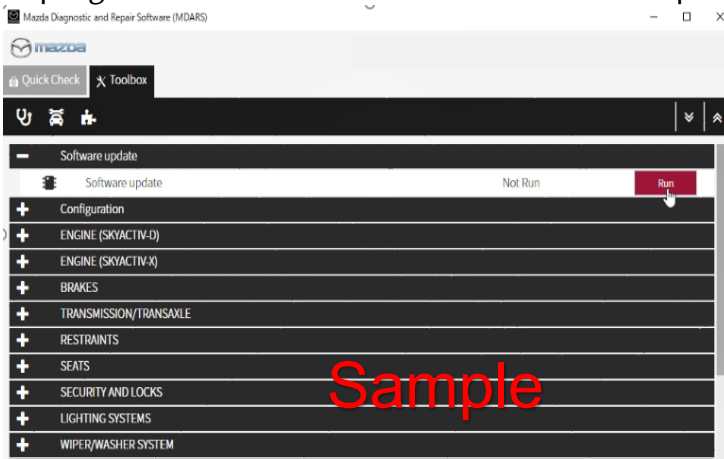 Mazda Diagnostic and Repair Software (MDARS)
mazda
Quick Check Toolbox
Software update
Software update Not Run Run
Configuration
ENGINE (SKYACTIV-D)
ENGINE (SKYACTIV-X)
BRAKES
TRANSMISSION/TRANSAXLE
RESTRAINTS
SEATS
Sample
SECURITY AND LOCKS
LIGHTING SYSTEMS
WIPER/WASHER SYSTEM